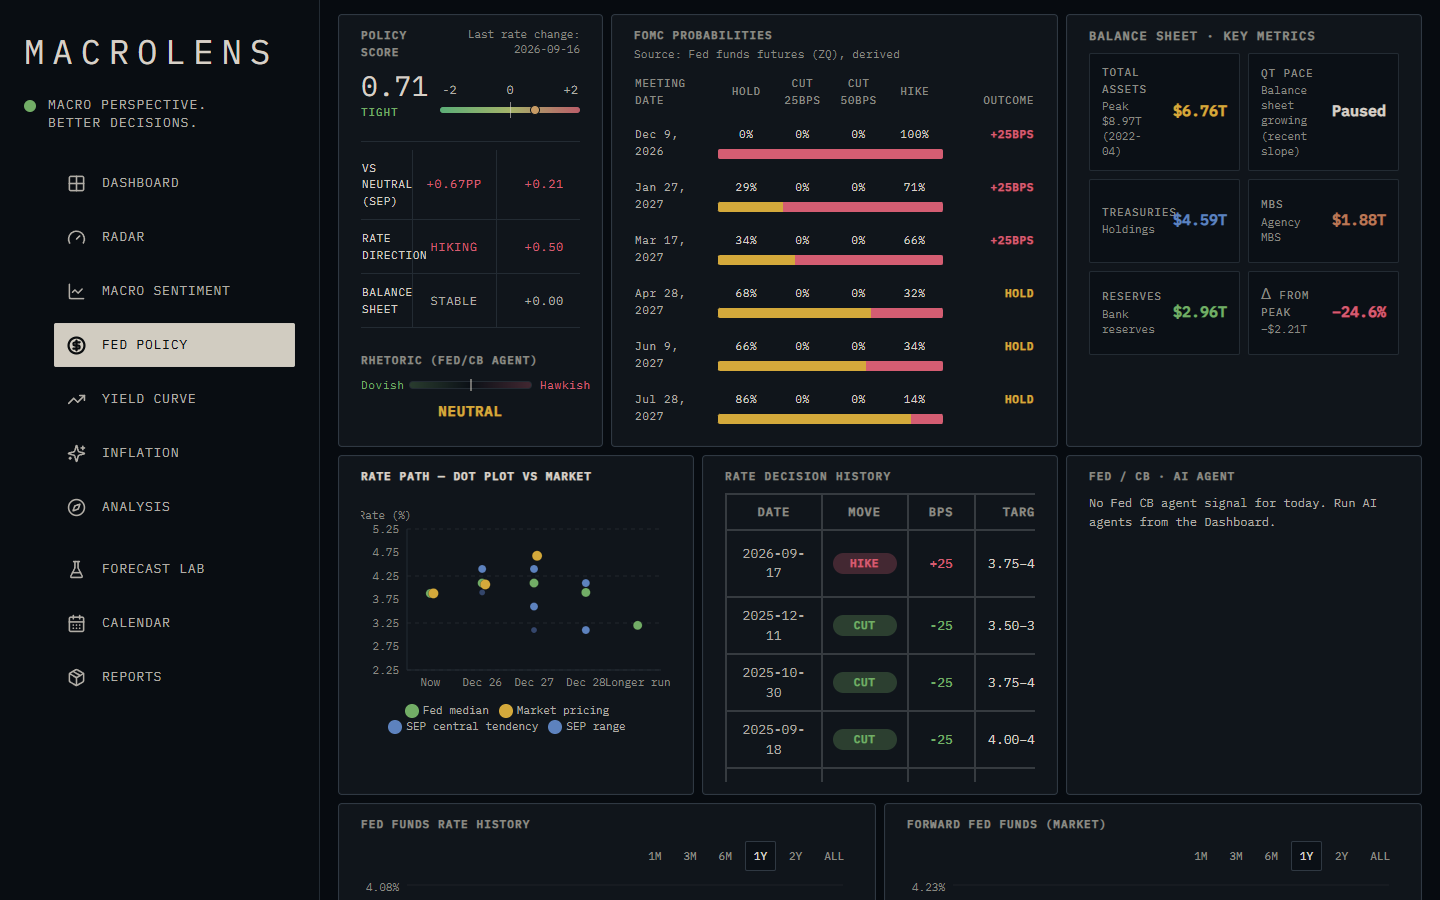 MACROLENS
MACRO PERSPECTIVE.
BETTER DECISIONS.
DASHBOARD
RADAR
MACRO SENTIMENT
FED POLICY
YIELD CURVE
INFLATION
ANALYSIS
FORECAST LAB
CALENDAR
REPORTS
POLICY
SCORE
Last rate change:
2026-09-16
0.71
TIGHT
-2 0 +2
VS
NEUTRAL
(SEP)
+0.67PP +0.21
RATE
DIRECTION
HIKING +0.50
BALANCE
SHEET
STABLE +0.00
RHETORIC (FED/CB AGENT)
Dovish Hawkish
NEUTRAL
FOMC PROBABILITIES
Source: Fed funds futures (ZQ), derived
MEETING
DATE
HOLD
CUT
25BPS
CUT
50BPS
HIKE
OUTCOME
Dec 9,
2026
0% 0% 0% 100% +25BPS
Jan 27,
2027
29% 0% 0% 71% +25BPS
Mar 17,
2027
34% 0% 0% 66% +25BPS
Apr 28,
2027
68% 0% 0% 32% HOLD
Jun 9,
2027
66% 0% 0% 34% HOLD
Jul 28,
2027
86% 0% 0% 14% HOLD
BALANCE SHEET · KEY METRICS
TOTAL
ASSETS
Peak
$8.97T
(2022-
04)
$6.76T
QT PACE
Balance
sheet
growing
(recent
slope)
Paused
TREASURIES
Holdings
$4.59T
MBS
Agency
MBS
$1.88T
RESERVES
Bank
reserves
$2.96T
Δ FROM
PEAK
−$2.21T
−24.6%
RATE PATH — DOT PLOT VS MARKET
Rate (%)
5.25
4.75
4.25
3.75
3.25
2.75
2.25
Now Dec 26 Dec 27 Dec 28 Longer run
Fed median Market pricing
SEP central tendency SEP range
RATE DECISION HISTORY
DATE MOVE BPS TARG
2026-09-
17
HIKE +25 3.75–4
2025-12-
11
CUT -25 3.50–3
2025-10-
30
CUT -25 3.75–4
2025-09-
18
CUT -25 4.00–4
FED / CB · AI AGENT
No Fed CB agent signal for today. Run AI
agents from the Dashboard.
FED FUNDS RATE HISTORY
1M 3M 6M 1Y 2Y ALL
4.08%
FORWARD FED FUNDS (MARKET)
1M 3M 6M 1Y 2Y ALL
4.23%